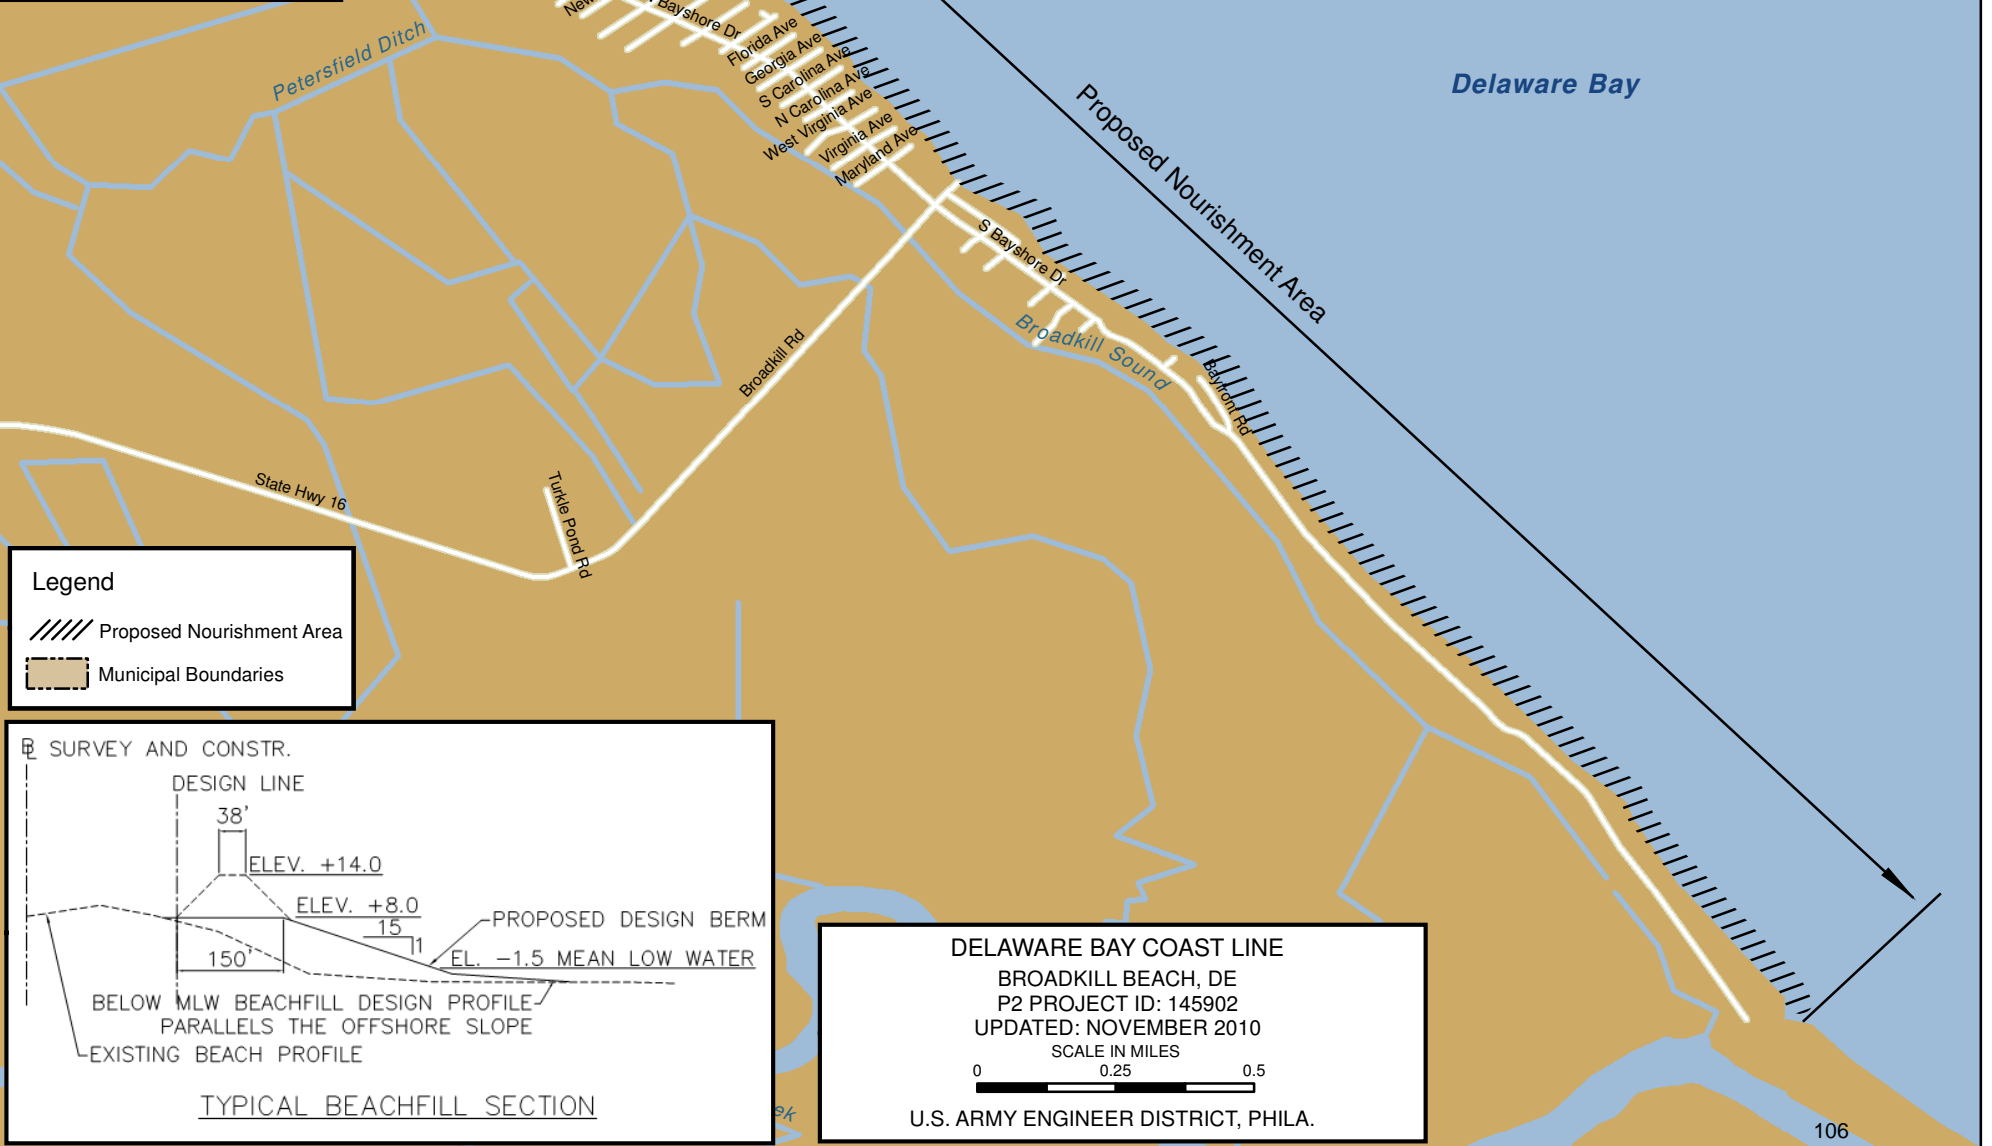 New
Bayshore Dr
Florida Ave
Georgia Ave
S Carolina Ave
N Carolina Ave
West Virginia Ave
Virginia Ave
Maryland Ave
Petersfield Ditch
Delaware Bay
Proposed Nourishment Area
S Bayshore Dr
Broadkill Sound
Bayfront Rd
Broadkill Rd
State Hwy 16
Turkle Pond Rd
Legend
Proposed Nourishment Area
Municipal Boundaries
SURVEY AND CONSTR.
DESIGN LINE
38'
ELEV. +14.0
ELEV. +8.0
15
1
PROPOSED DESIGN BERM
150'
EL. -1.5 MEAN LOW WATER
BELOW MLW BEACHFILL DESIGN PROFILE
PARALLELS THE OFFSHORE SLOPE
EXISTING BEACH PROFILE
TYPICAL BEACHFILL SECTION
ek
DELAWARE BAY COAST LINE
BROADKILL BEACH, DE
P2 PROJECT ID: 145902
UPDATED: NOVEMBER 2010
SCALE IN MILES
0 0.25 0.5
U.S. ARMY ENGINEER DISTRICT, PHILA.
106